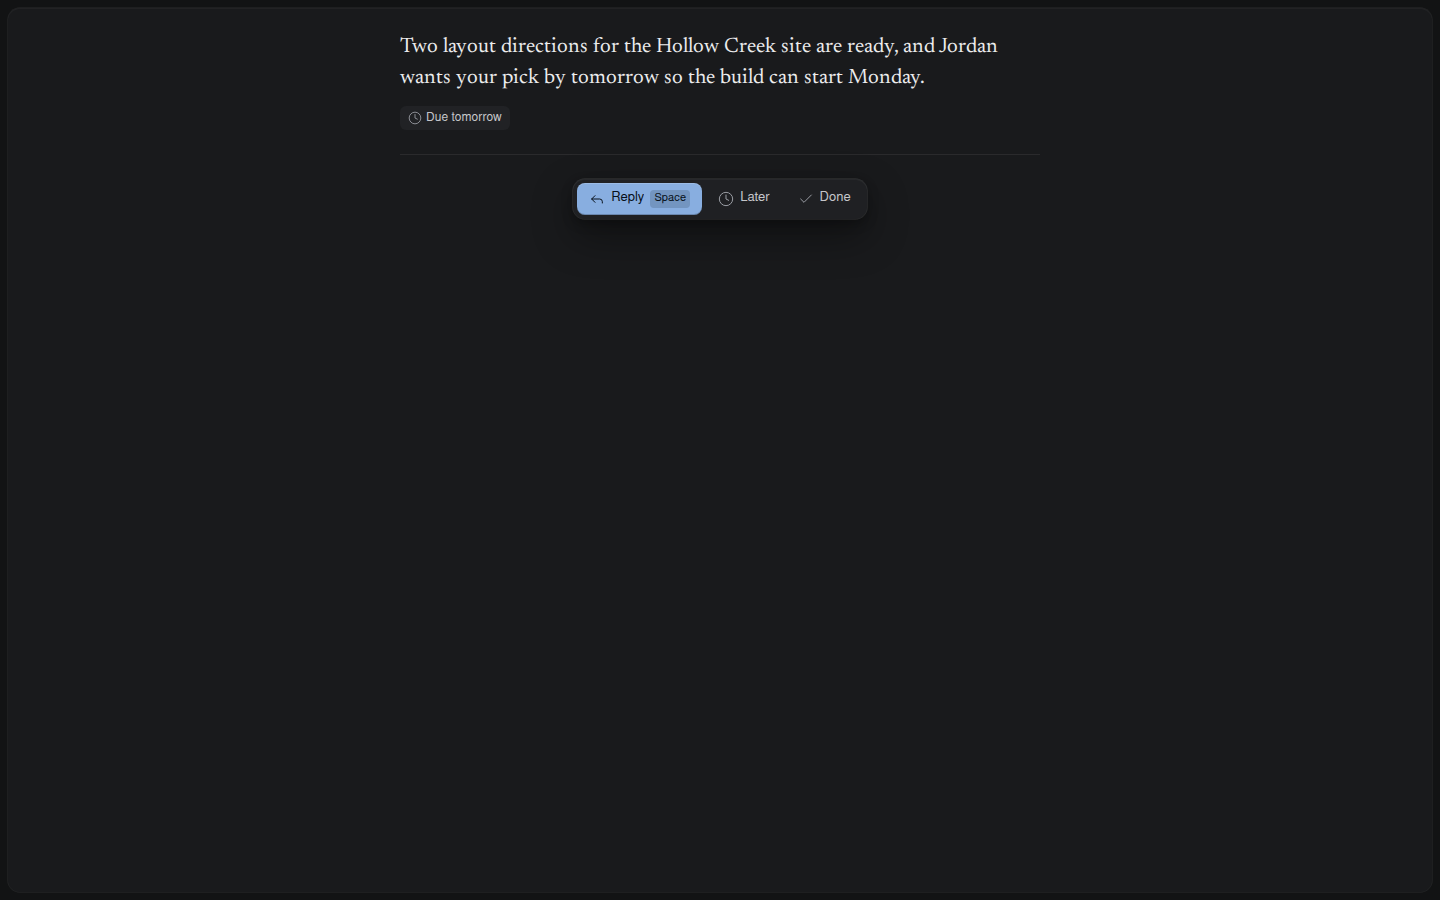 Two layout directions for the Hollow Creek site are ready, and Jordan
wants your pick by tomorrow so the build can start Monday.
Due tomorrow
Reply Space Later Done